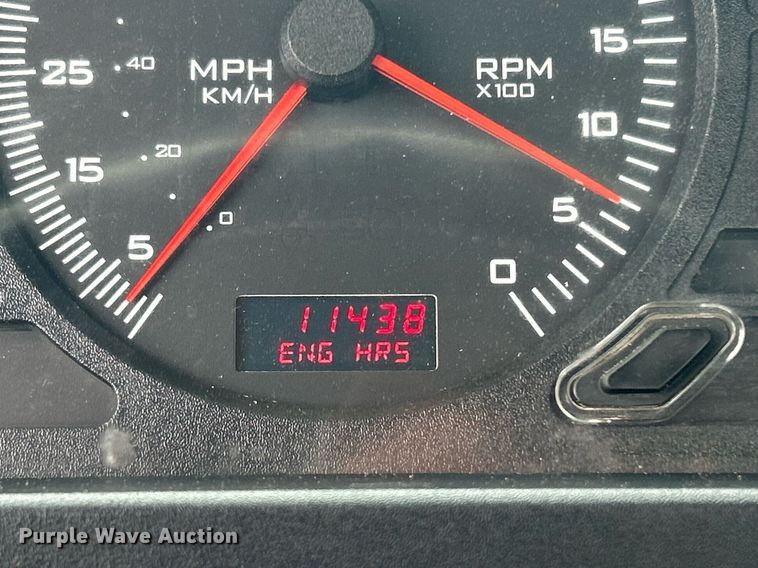 15
25
40
MPH
KM/H
RPM
X100
10
15
20
5
0
5
0
11438
ENG HRS
Purple Wave Auction